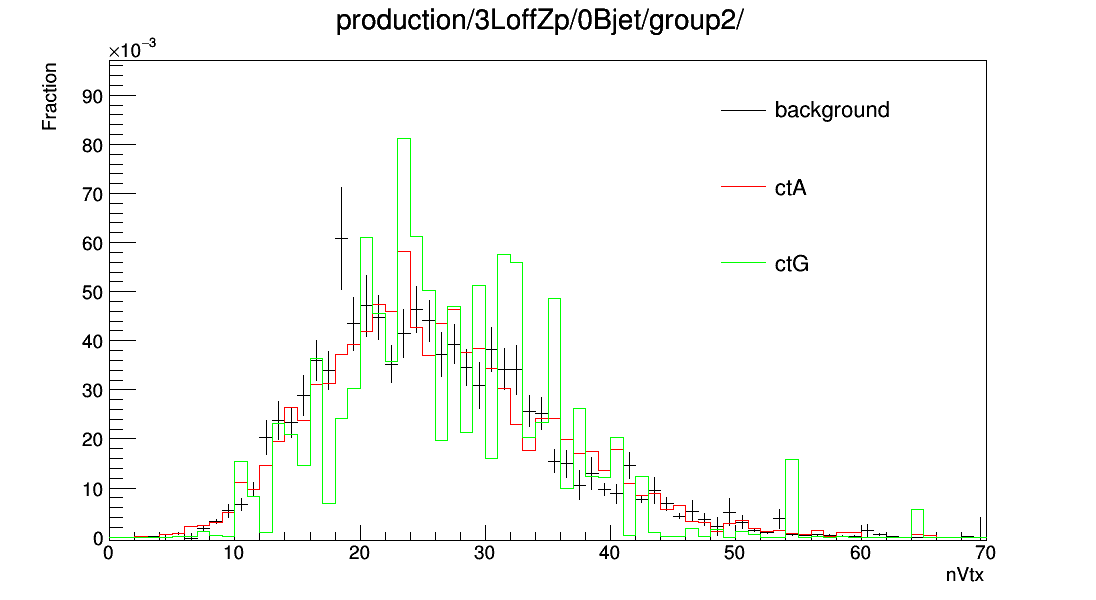 production/3LoffZp/0Bjet/group2/
×10⁻³
Fraction
90
80
70
60
50
40
30
20
10
0
background
ctA
ctG
0 10 20 30 40 50 60 70
nVtx